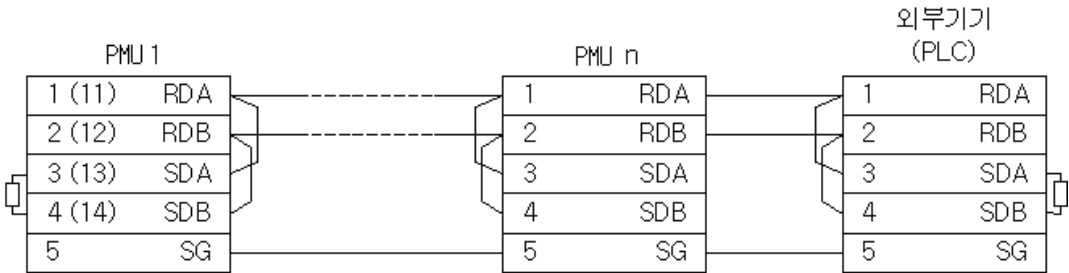 외부기기
(PLC)
PMU 1
PMU n
1 (11) RDA
2 (12) RDB
3 (13) SDA
4 (14) SDB
5 SG
1 RDA
2 RDB
3 SDA
4 SDB
5 SG
1 RDA
2 RDB
3 SDA
4 SDB
5 SG